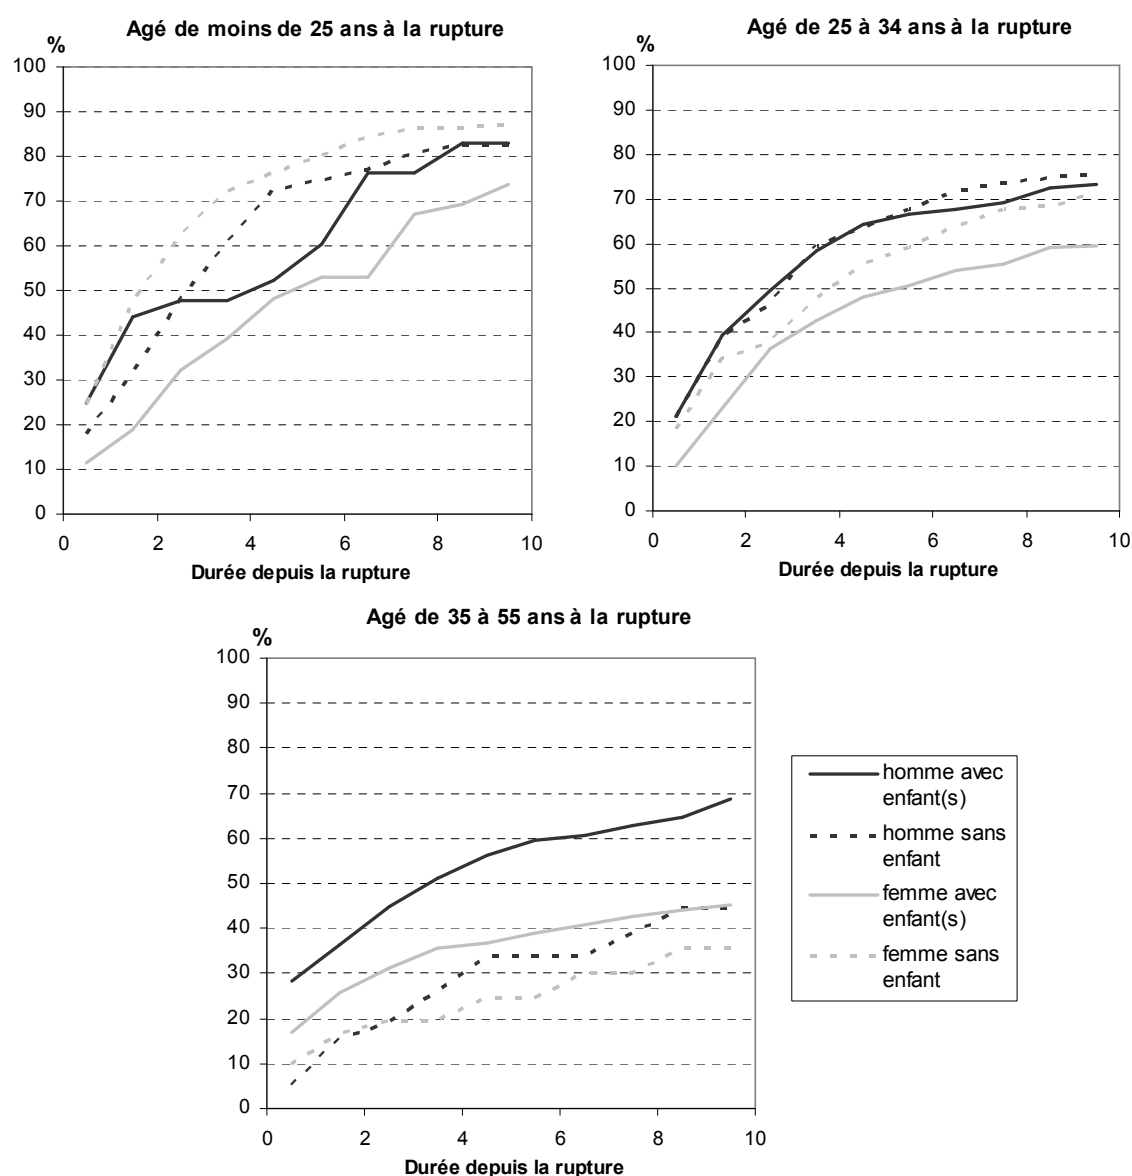 Agé de moins de 25 ans à la rupture
%
100
90
80
70
60
50
40
30
20
10
0
0 2 4 6 8 10
Durée depuis la rupture
Agé de 25 à 34 ans à la rupture
%
100
90
80
70
60
50
40
30
20
10
0
0 2 4 6 8 10
Durée depuis la rupture
Agé de 35 à 55 ans à la rupture
%
100
90
80
70
60
50
40
30
20
10
0
0 2 4 6 8 10
Durée depuis la rupture
homme avec
enfant(s)
homme sans
enfant
femme avec
enfant(s)
femme sans
enfant